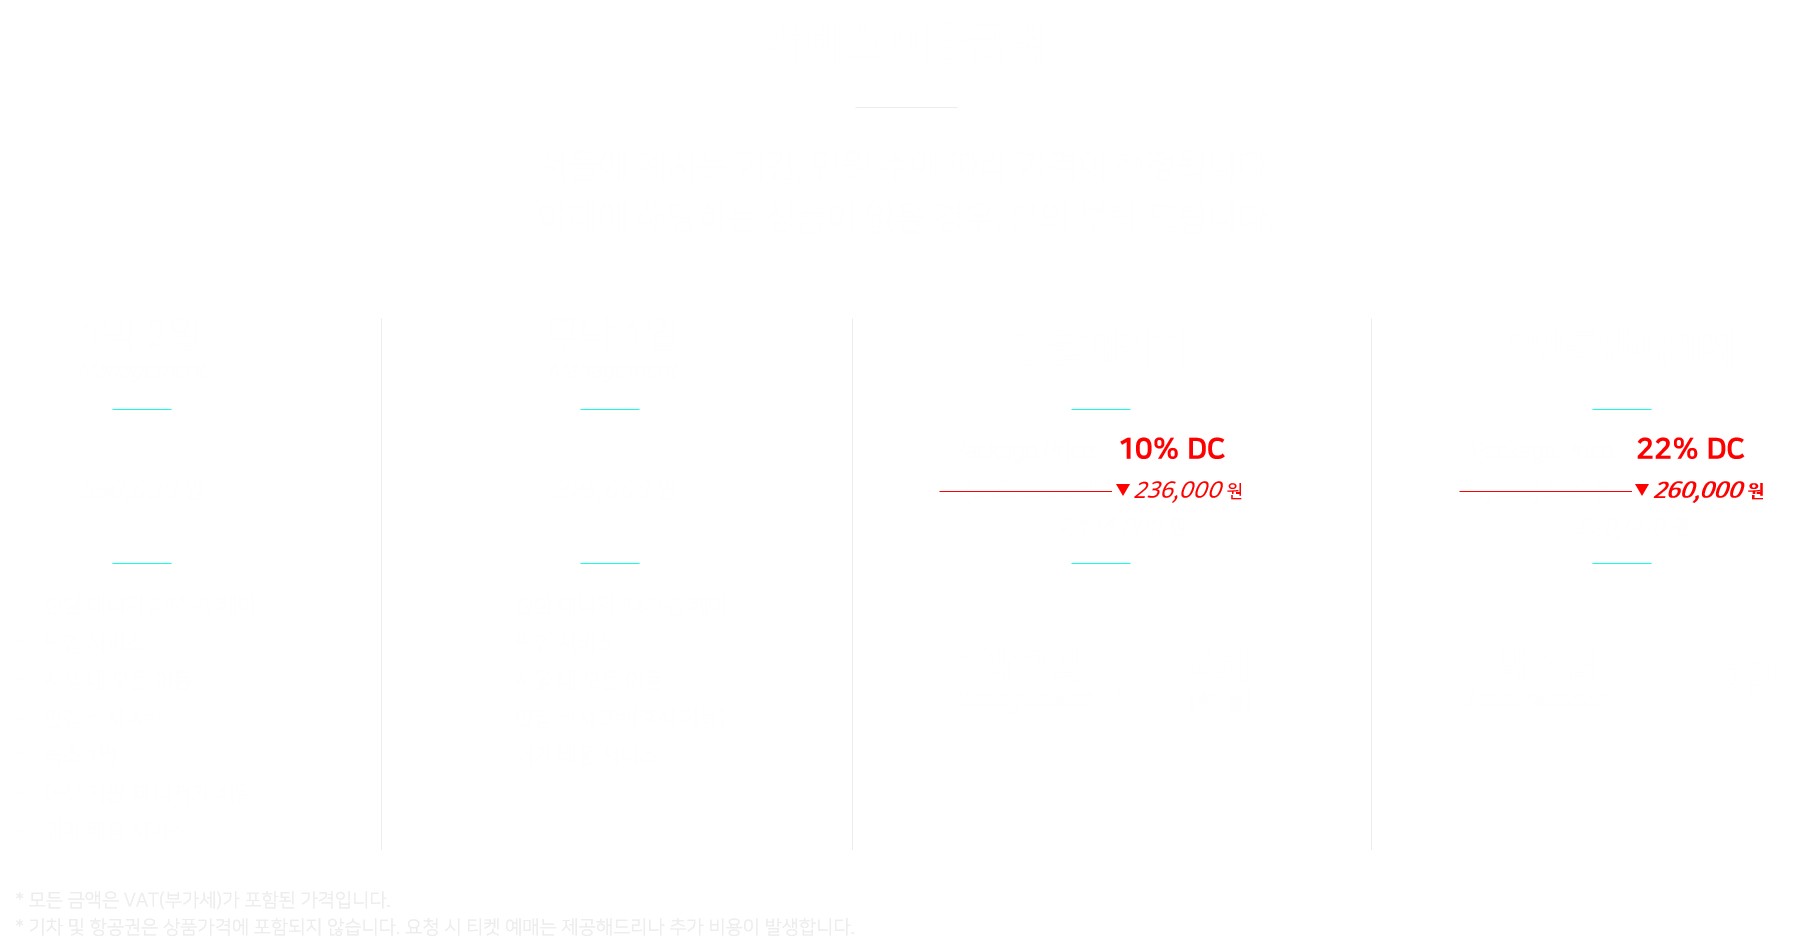 10% DC
22% DC
▼ 236,000 원
▼ 260,000 원
* 모든 금액은 VAT(부가세)가 포함된 가격입니다.
* 기차 및 항공권은 상품가격에 포함되지 않습니다. 요청 시 티켓 예매는 제공해드리나 추가 비용이 발생합니다.